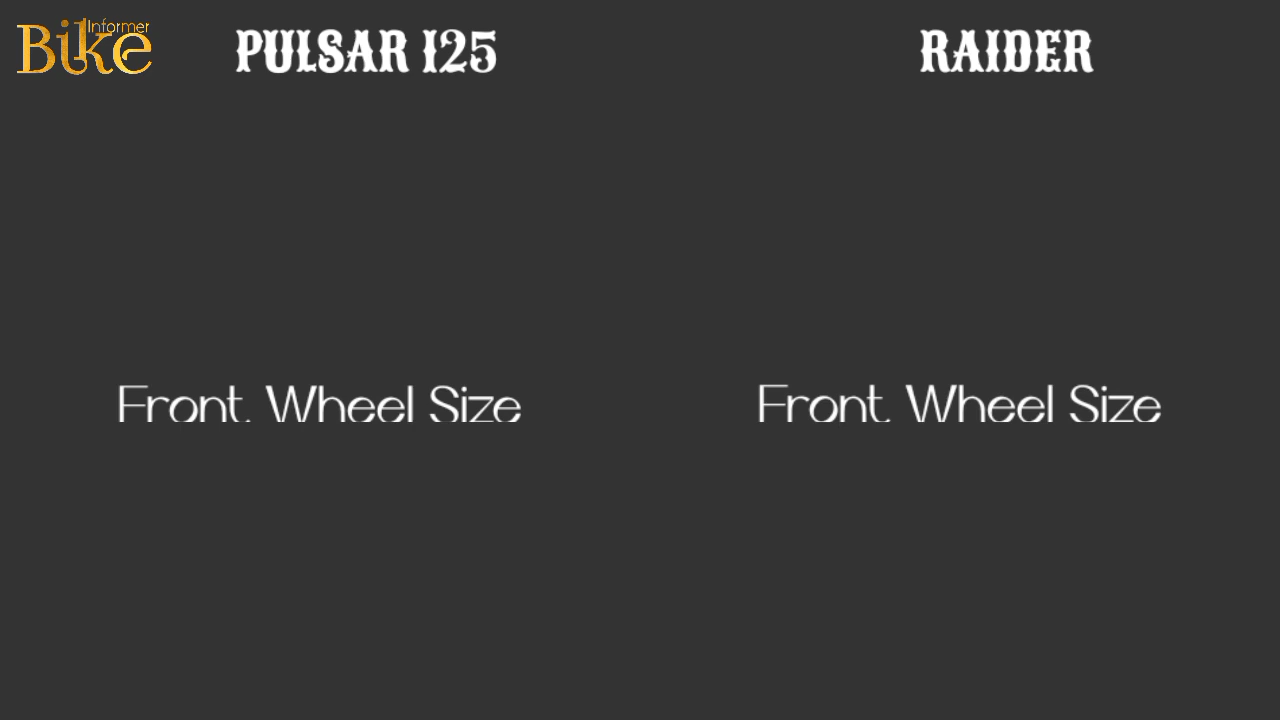 Bike Informer
PULSAR 125
RAIDER
Front Wheel Size
Front Wheel Size